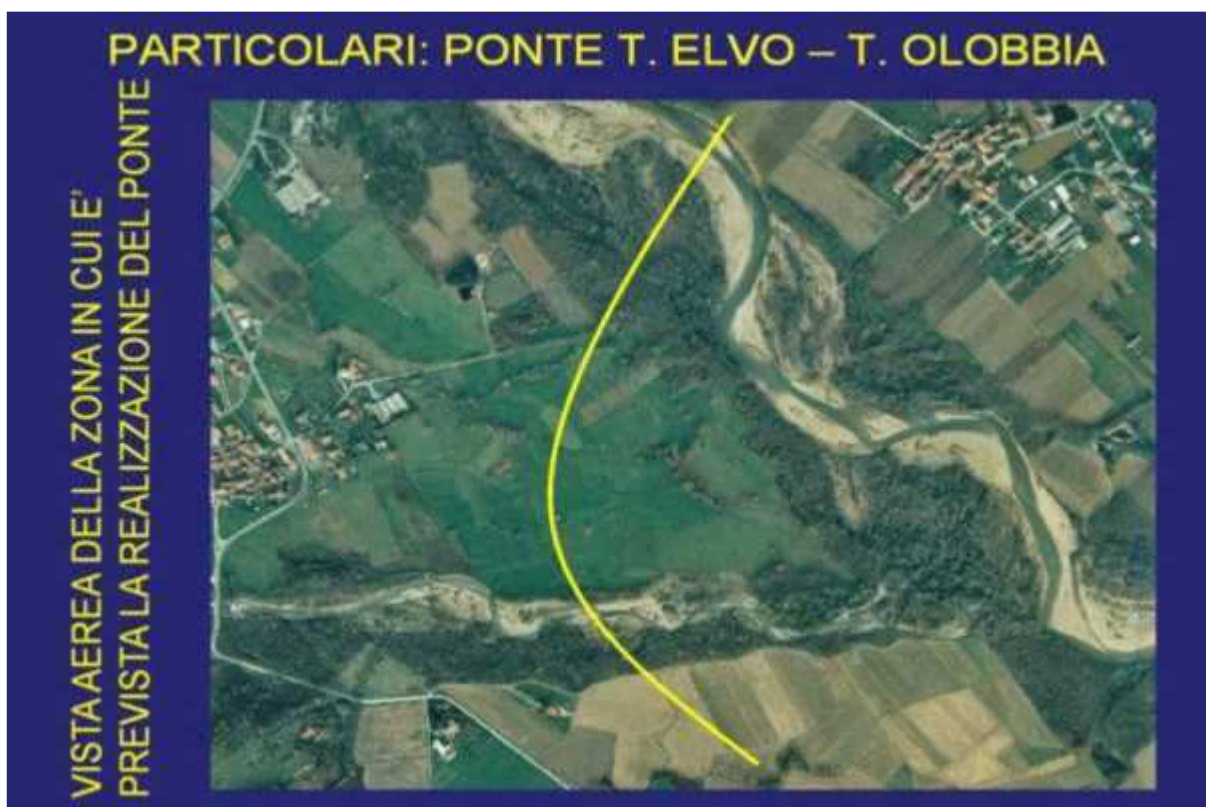 PARTICOLARI: PONTE T. ELVO – T. OLOBBIA
VISTA AEREA DELLA ZONA IN CUI E'
PREVISTA LA REALIZZAZIONE DEL PONTE